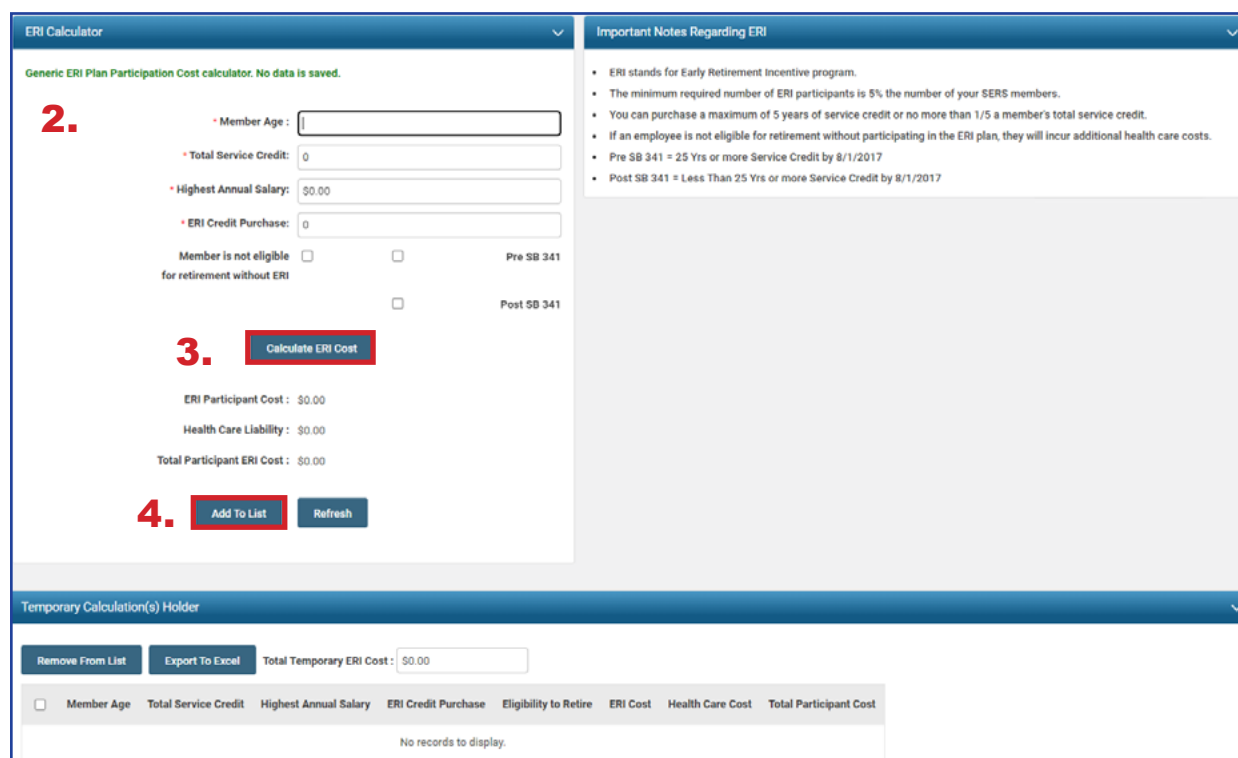 ERI Calculator
Generic ERI Plan Participation Cost calculator. No data is saved.
2.
* Member Age :
* Total Service Credit: 0
* Highest Annual Salary: $0.00
* ERI Credit Purchase: 0
Member is not eligible Pre SB 341
for retirement without ERI
Post SB 341
3. Calculate ERI Cost
ERI Participant Cost : $0.00
Health Care Liability : $0.00
Total Participant ERI Cost : $0.00
4. Add To List Refresh
Important Notes Regarding ERI
• ERI stands for Early Retirement Incentive program.
• The minimum required number of ERI participants is 5% the number of your SERS members.
• You can purchase a maximum of 5 years of service credit or no more than 1/5 a member's total service credit.
• If an employee is not eligible for retirement without participating in the ERI plan, they will incur additional health care costs.
• Pre SB 341 = 25 Yrs or more Service Credit by 8/1/2017
• Post SB 341 = Less Than 25 Yrs or more Service Credit by 8/1/2017
Temporary Calculation(s) Holder
Remove From List Export To Excel Total Temporary ERI Cost : $0.00
Member Age Total Service Credit Highest Annual Salary ERI Credit Purchase Eligibility to Retire ERI Cost Health Care Cost Total Participant Cost
No records to display.